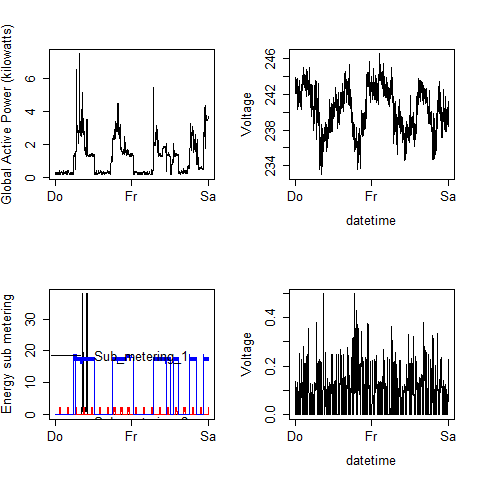 Global Active Power (kilowatts)
0 2 4 6
Do Fr Sa
Voltage
234 238 242 246
Do Fr Sa
datetime
Energy sub metering
0 10 20 30
Sub_metering_1
Do Fr Sa
Voltage
0.0 0.2 0.4
Do Fr Sa
datetime